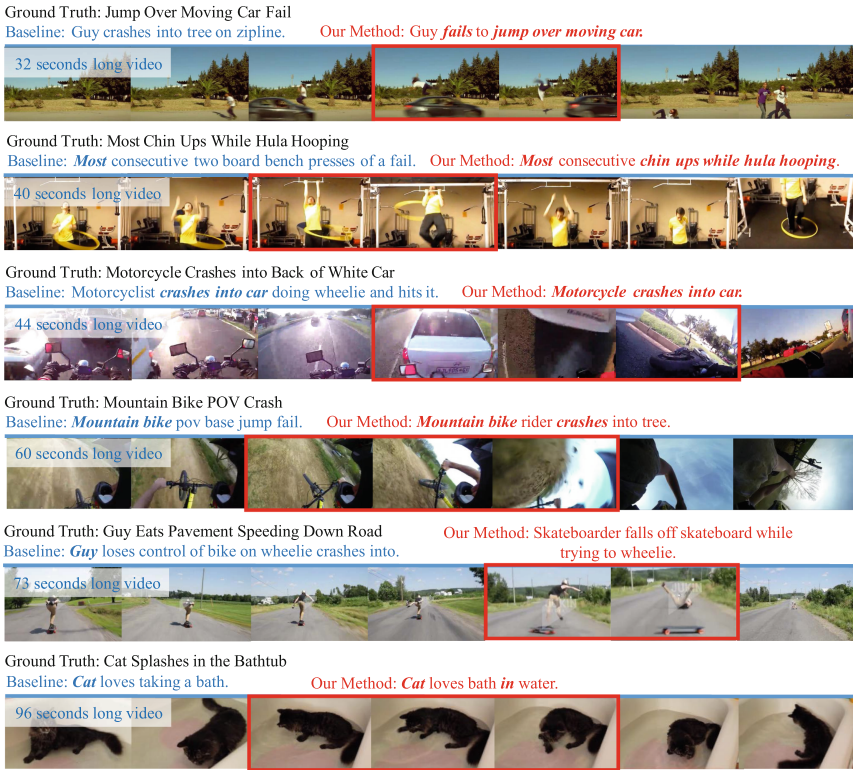 Ground Truth: Jump Over Moving Car Fail
Baseline: Guy crashes into tree on zipline. Our Method: Guy fails to jump over moving car.
32 seconds long video
Ground Truth: Most Chin Ups While Hula Hooping
Baseline: Most consecutive two board bench presses of a fail. Our Method: Most consecutive chin ups while hula hooping.
40 seconds long video
Ground Truth: Motorcycle Crashes into Back of White Car
Baseline: Motorcyclist crashes into car doing wheelie and hits it. Our Method: Motorcycle crashes into car.
44 seconds long video
Ground Truth: Mountain Bike POV Crash
Baseline: Mountain bike pov base jump fail. Our Method: Mountain bike rider crashes into tree.
60 seconds long video
Ground Truth: Guy Eats Pavement Speeding Down Road
Baseline: Guy loses control of bike on wheelie crashes into.
Our Method: Skateboarder falls off skateboard while
trying to wheelie.
73 seconds long video
Ground Truth: Cat Splashes in the Bathtub
Baseline: Cat loves taking a bath. Our Method: Cat loves bath in water.
96 seconds long video